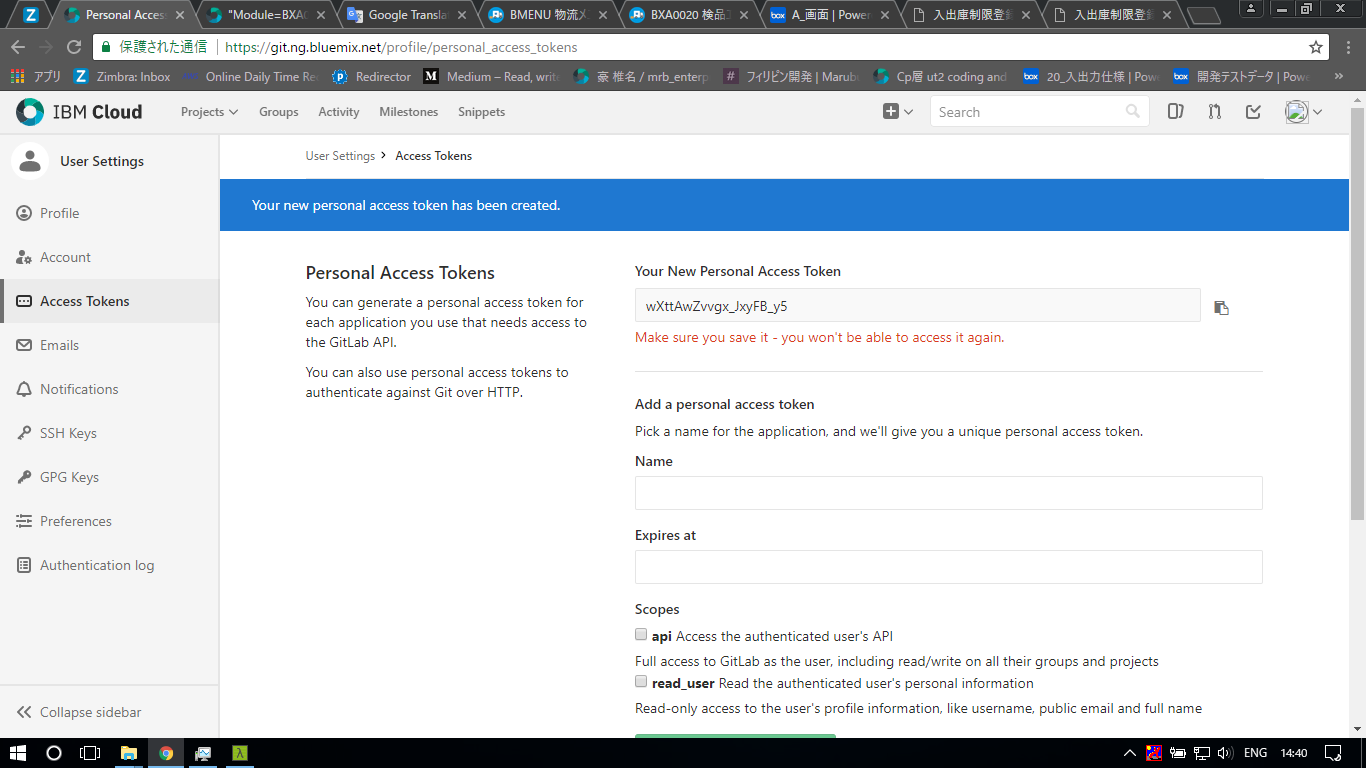 Personal Acces
"Module=BXA0
Google Transla
BMENU 物流メ
BXA0020 検品工
A_画面 | Power
入出庫制限登録
入出庫制限登録
保護された通信
https://git.ng.bluemix.net/profile/personal_access_tokens
アプリ
Zimbra: Inbox
Online Daily Time Re
Redirector
Medium – Read, write
豪 椎名 / mrb_enterp
フィリピン開発 | Marub
Cp層 ut2 coding and
20_入出力仕様 | Powe
開発テストデータ | Powe
»
IBM Cloud
Projects
Groups
Activity
Milestones
Snippets
Search
User Settings
Profile
Account
Access Tokens
Emails
Notifications
SSH Keys
GPG Keys
Preferences
Authentication log
Collapse sidebar
User Settings > Access Tokens
Your new personal access token has been created.
Personal Access Tokens
You can generate a personal access token for
each application you use that needs access to
the GitLab API.
You can also use personal access tokens to
authenticate against Git over HTTP.
Your New Personal Access Token
wXttAwZvvgx_JxyFB_y5
Make sure you save it - you won't be able to access it again.
Add a personal access token
Pick a name for the application, and we'll give you a unique personal access token.
Name
Expires at
Scopes
api Access the authenticated user's API
Full access to GitLab as the user, including read/write on all their groups and projects
read_user Read the authenticated user's personal information
Read-only access to the user's profile information, like username, public email and full name
ENG
14:40